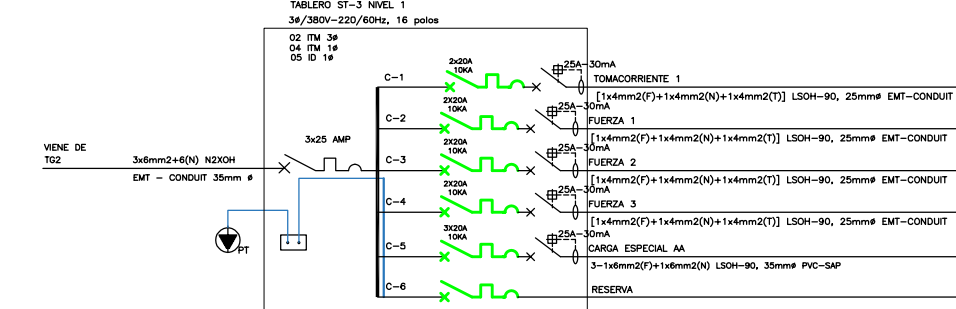 TABLERO ST-3 NIVEL 1
3ø/380V-220/60Hz, 16 polos
02 ITM 3ø
04 ITM 1ø
05 ID 1ø
VIENE DE
TG2
3x6mm2+6(N) N2XOH
EMT - CONDUIT 35mm ø
3x25 AMP
PT
C-1
2x20A
10KA
25A-30mA
TOMACORRIENTE 1
[1x4mm2(F)+1x4mm2(N)+1x4mm2(T)] LSOH-90, 25mmø EMT-CONDUIT
C-2
2X20A
10KA
25A-30mA
FUERZA 1
[1x4mm2(F)+1x4mm2(N)+1x4mm2(T)] LSOH-90, 25mmø EMT-CONDUIT
C-3
2X20A
10KA
25A-30mA
FUERZA 2
[1x4mm2(F)+1x4mm2(N)+1x4mm2(T)] LSOH-90, 25mmø EMT-CONDUIT
C-4
2X20A
10KA
25A-30mA
FUERZA 3
[1x4mm2(F)+1x4mm2(N)+1x4mm2(T)] LSOH-90, 25mmø EMT-CONDUIT
C-5
3X20A
10KA
25A-30mA
CARGA ESPECIAL AA
3-1x6mm2(F)+1x6mm2(N) LSOH-90, 35mmø PVC-SAP
C-6
RESERVA